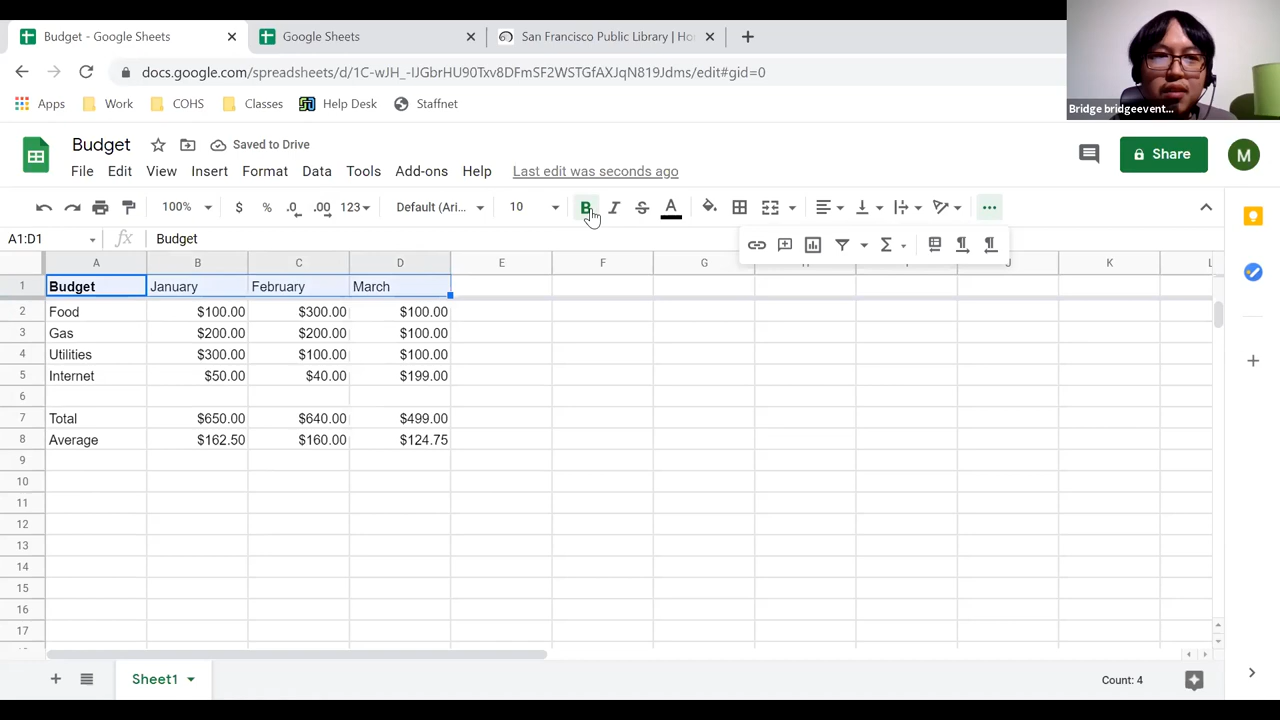 Budget - Google Sheets
Google Sheets
San Francisco Public Library | Ho
docs.google.com/spreadsheets/d/
Apps
Work
COHS
Classes
Help Desk
Staffnet
Bridge bridgeevent...
Budget
Saved to Drive
Share
M
File Edit View Insert Format Data Tools Add-ons Help Last edit was seconds ago
100% $ % .0 .00 123 Default (Ari... 10 B I S A
A1:D1 fx Budget
A B C D E F G H I J K L
1 Budget January February March
2 Food $100.00 $300.00 $100.00
3 Gas $200.00 $200.00 $100.00
4 Utilities $300.00 $100.00 $100.00
5 Internet $50.00 $40.00 $199.00
6
7 Total $650.00 $640.00 $499.00
8 Average $162.50 $160.00 $124.75
9
10
11
12
13
14
15
16
17
Sheet1
Count: 4